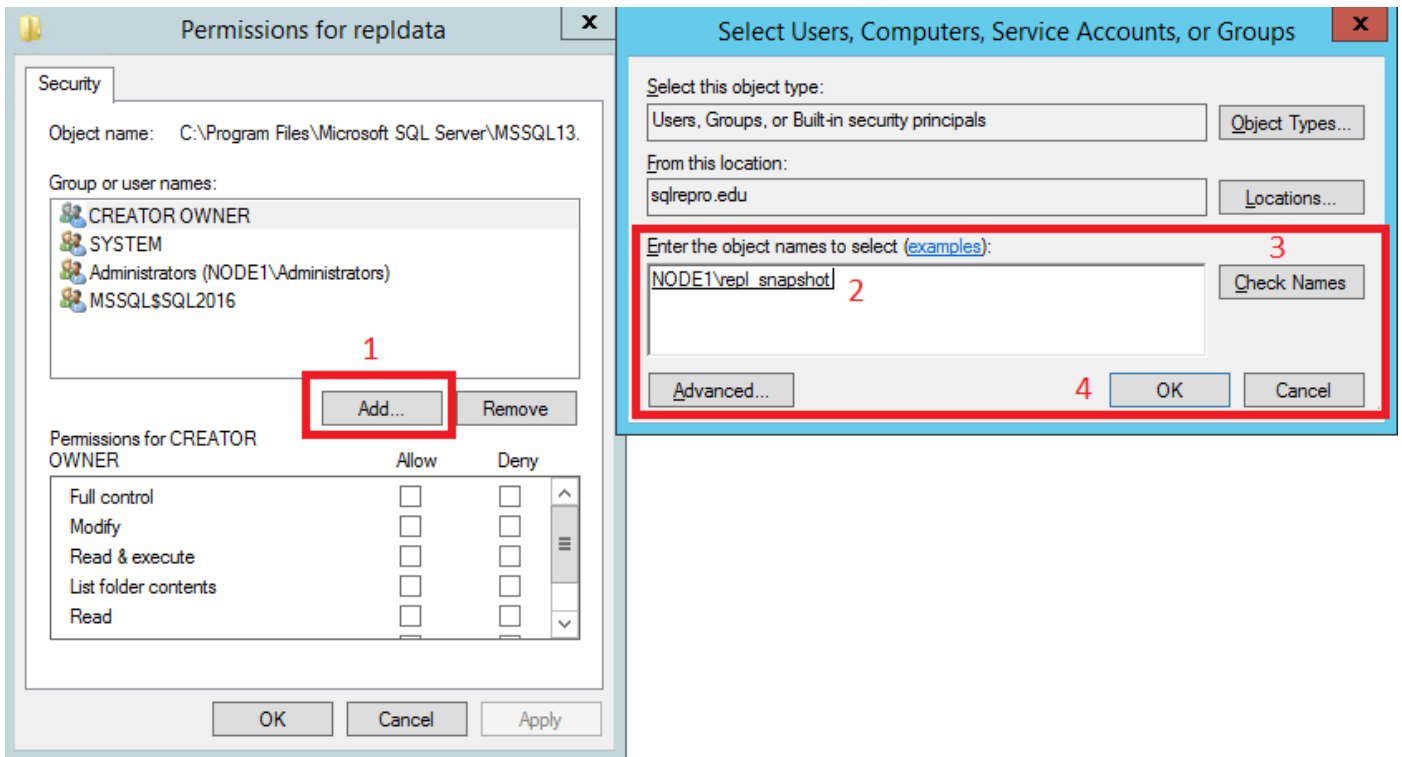 Permissions for repldata
x
Security
Object name: C:\Program Files\Microsoft SQL Server\MSSQL13.
Group or user names:
CREATOR OWNER
SYSTEM
Administrators (NODE1\Administrators)
MSSQL$SQL2016
1
Add... Remove
Permissions for CREATOR
OWNER Allow Deny
Full control
Modify
Read & execute
List folder contents
Read
OK Cancel Apply
Select Users, Computers, Service Accounts, or Groups
x
Select this object type:
Users, Groups, or Built-in security principals Object Types...
From this location:
sqlrepro.edu Locations...
Enter the object names to select (examples): 3
NODE1\repl_snapshot 2 Check Names
Advanced... 4 OK Cancel